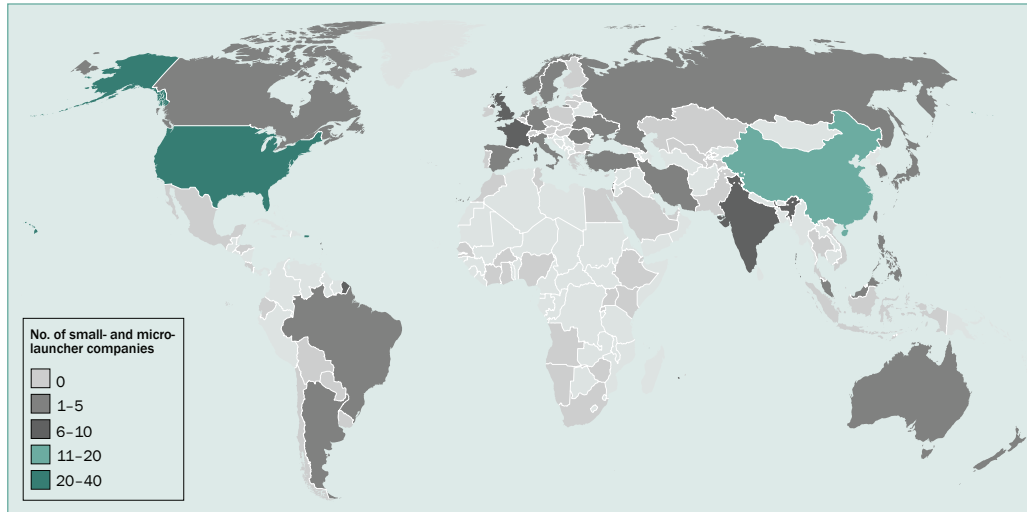 No. of small- and micro-
launcher companies
0
1–5
6–10
11–20
20–40